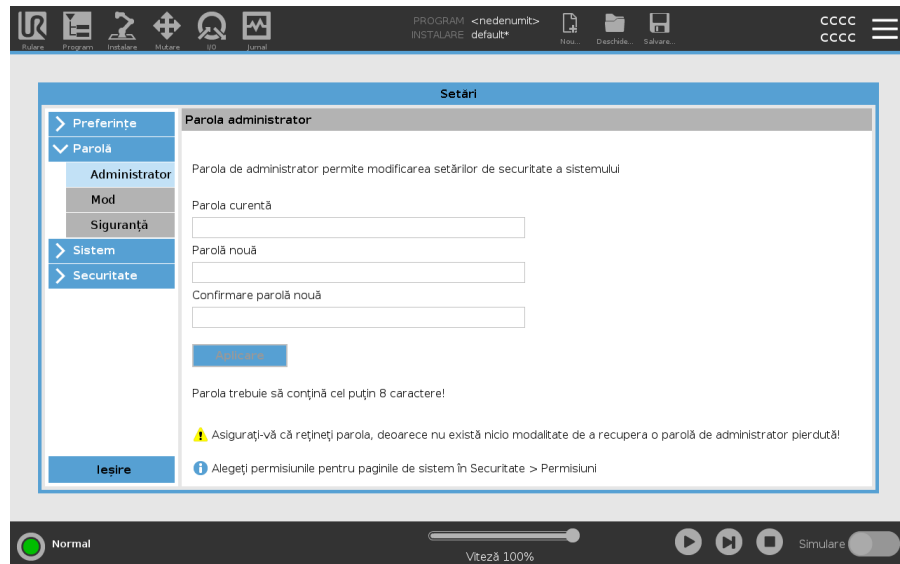 PROGRAM <nedenumit>
INSTALARE default*
cccc
cccc
Rulare Program Instalare Mutare I/O Jurnal Nou... Deschide... Salvare...
Setări
Preferințe
Parolă
Administrator
Mod
Siguranță
Sistem
Securitate
Ieșire
Parola administrator
Parola de administrator permite modificarea setărilor de securitate a sistemului
Parola curentă
Parolă nouă
Confirmare parolă nouă
Aplicare
Parola trebuie să conțină cel puțin 8 caractere!
Asigurați-vă că rețineți parola, deoarece nu există nicio modalitate de a recupera o parolă de administrator pierdută!
Alegeți permisiunile pentru paginile de sistem în Securitate > Permisiuni
Normal
Viteză 100%
Simulare